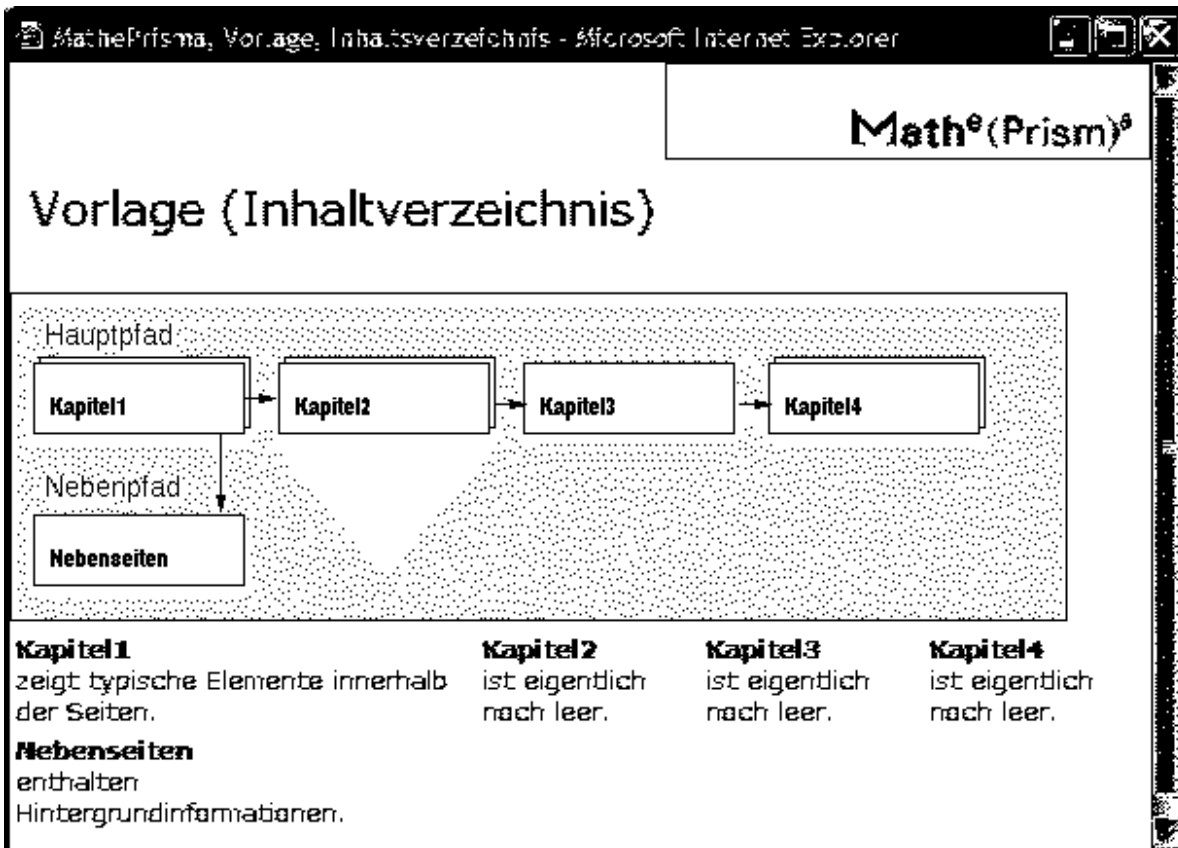 MathePrisma, Vorlage, Inhaltsverzeichnis - Microsoft Internet Explorer
Mathe(Prism)a
Vorlage (Inhaltverzeichnis)
Hauptpfad
Kapitel1 Kapitel2 Kapitel3 Kapitel4
Nebenpfad
Nebenseiten
Kapitel1 Kapitel2 Kapitel3 Kapitel4
zeigt typische Elemente innerhalb ist eigentlich ist eigentlich ist eigentlich
der Seiten. noch leer. noch leer. noch leer.
Nebenseiten
enthalten
Hintergrundinformationen.